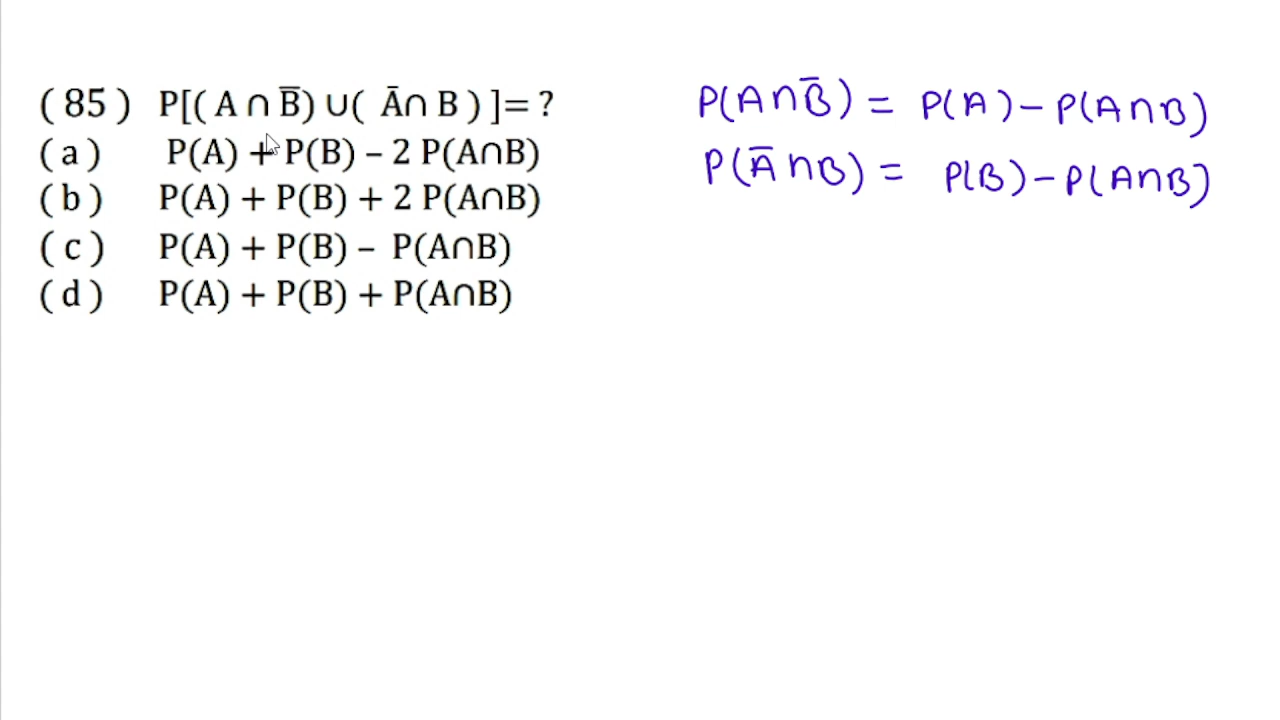 ( 85 ) P[( A ∩ B̅) ∪( Ā∩ B ) ]= ?
( a ) P(A) + P(B) – 2 P(A∩B)
( b ) P(A) + P(B) + 2 P(A∩B)
( c ) P(A) + P(B) – P(A∩B)
( d ) P(A) + P(B) + P(A∩B)
P(A∩B̅) = P(A) – P(A∩B)
P(Ā∩B) = P(B) – P(A∩B)